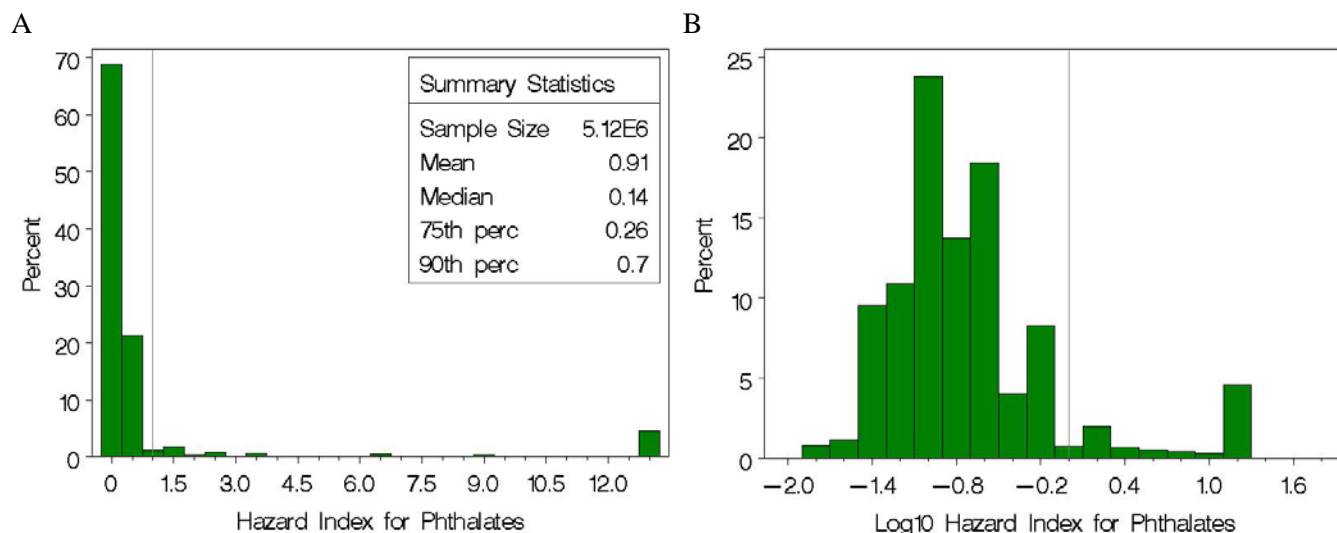 A
B
70
60
50
40
30
20
10
0
Percent
Summary Statistics
Sample Size 5.12E6
Mean 0.91
Median 0.14
75th perc 0.26
90th perc 0.7
0 1.5 3.0 4.5 6.0 7.5 9.0 10.5 12.0
Hazard Index for Phthalates
25
20
15
10
5
0
Percent
−2.0 −1.4 −0.8 −0.2 0.4 1.0 1.6
Log10 Hazard Index for Phthalates